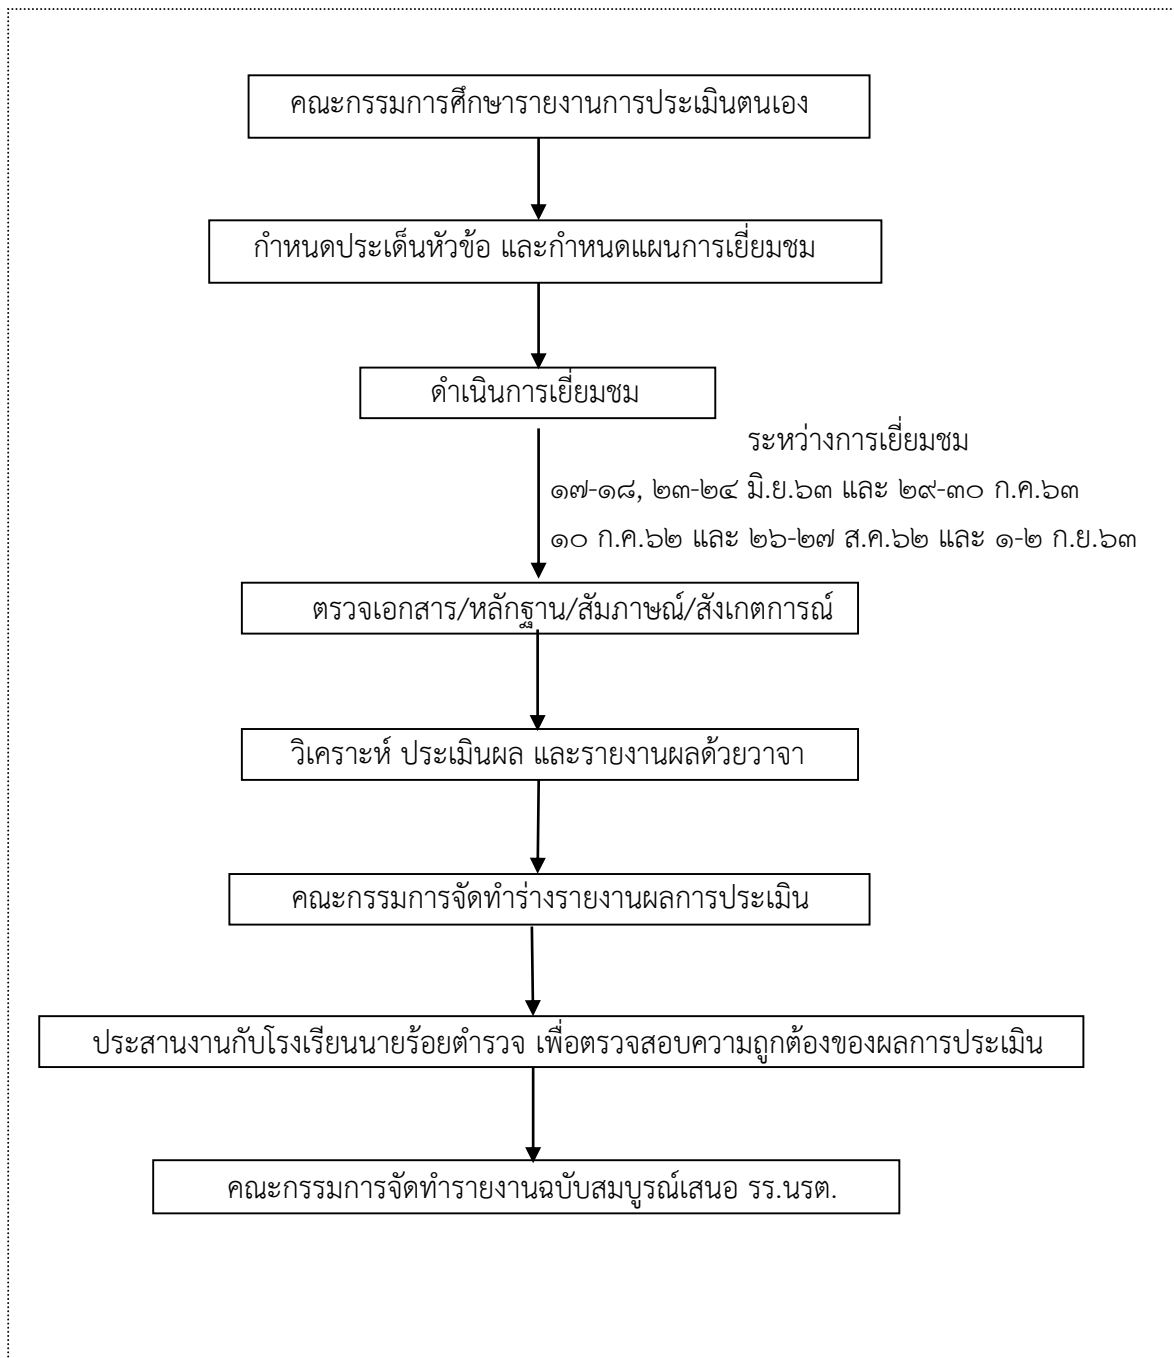 คณะกรรมการศึกษารายงานการประเมินตนเอง
กำหนดประเด็นหัวข้อ และกำหนดแผนการเยี่ยมชม
ดำเนินการเยี่ยมชม
ระหว่างการเยี่ยมชม
๑๗-๑๘, ๒๓-๒๔ มิ.ย.๖๓ และ ๒๙-๓๐ ก.ค.๖๓
๑๐ ก.ค.๖๒ และ ๒๖-๒๗ ส.ค.๖๒ และ ๑-๒ ก.ย.๖๓
ตรวจเอกสาร/หลักฐาน/สัมภาษณ์/สังเกตการณ์
วิเคราะห์ ประเมินผล และรายงานผลด้วยวาจา
คณะกรรมการจัดทำร่างรายงานผลการประเมิน
ประสานงานกับโรงเรียนนายร้อยตำรวจ เพื่อตรวจสอบความถูกต้องของผลการประเมิน
คณะกรรมการจัดทำรายงานฉบับสมบูรณ์เสนอ รร.นรต.